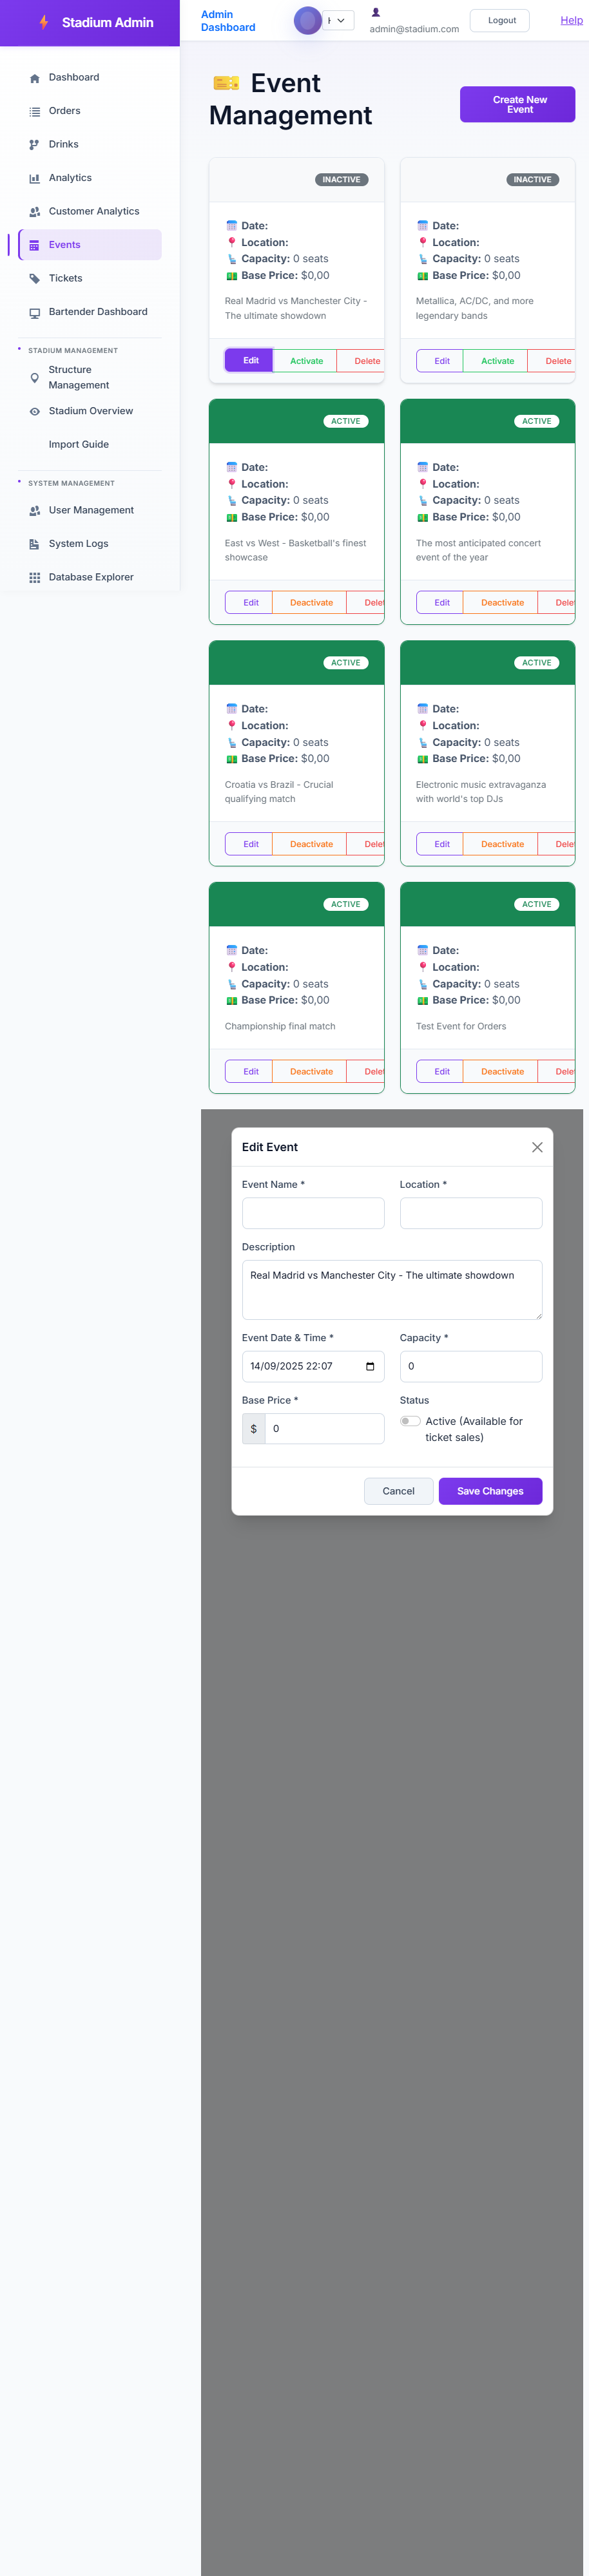 Stadium Admin
Dashboard
Orders
Drinks
Analytics
Customer Analytics
Events
Tickets
Bartender Dashboard
STADIUM MANAGEMENT
Structure
Management
Stadium Overview
Import Guide
SYSTEM MANAGEMENT
User Management
System Logs
Database Explorer
Admin
Dashboard
admin@stadium.com
Logout
Help
Event
Management
Create New
Event
INACTIVE
Date:
Location:
Capacity: 0 seats
Base Price: $0,00
Real Madrid vs Manchester City -
The ultimate showdown
Edit
Activate
Delete
INACTIVE
Date:
Location:
Capacity: 0 seats
Base Price: $0,00
Metallica, AC/DC, and more
legendary bands
Edit
Activate
Delete
ACTIVE
Date:
Location:
Capacity: 0 seats
Base Price: $0,00
East vs West - Basketball's finest
showcase
Edit
Deactivate
Delet
ACTIVE
Date:
Location:
Capacity: 0 seats
Base Price: $0,00
The most anticipated concert
event of the year
Edit
Deactivate
Delet
ACTIVE
Date:
Location:
Capacity: 0 seats
Base Price: $0,00
Croatia vs Brazil - Crucial
qualifying match
Edit
Deactivate
Delet
ACTIVE
Date:
Location:
Capacity: 0 seats
Base Price: $0,00
Electronic music extravaganza
with world's top DJs
Edit
Deactivate
Delet
ACTIVE
Date:
Location:
Capacity: 0 seats
Base Price: $0,00
Championship final match
Edit
Deactivate
Delet
ACTIVE
Date:
Location:
Capacity: 0 seats
Base Price: $0,00
Test Event for Orders
Edit
Deactivate
Delet
Edit Event
Event Name *
Location *
Description
Real Madrid vs Manchester City - The ultimate showdown
Event Date & Time *
Capacity *
14/09/2025 22:07
0
Base Price *
Status
$ 0
Active (Available for
ticket sales)
Cancel
Save Changes